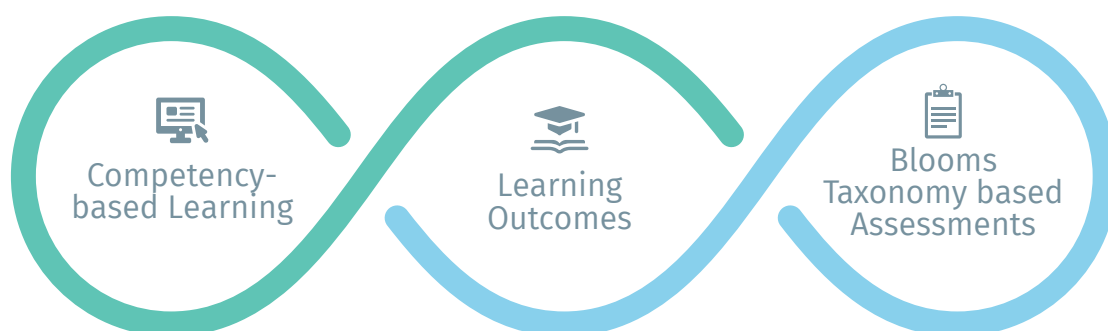 Competency-
based Learning
Learning
Outcomes
Blooms
Taxonomy based
Assessments